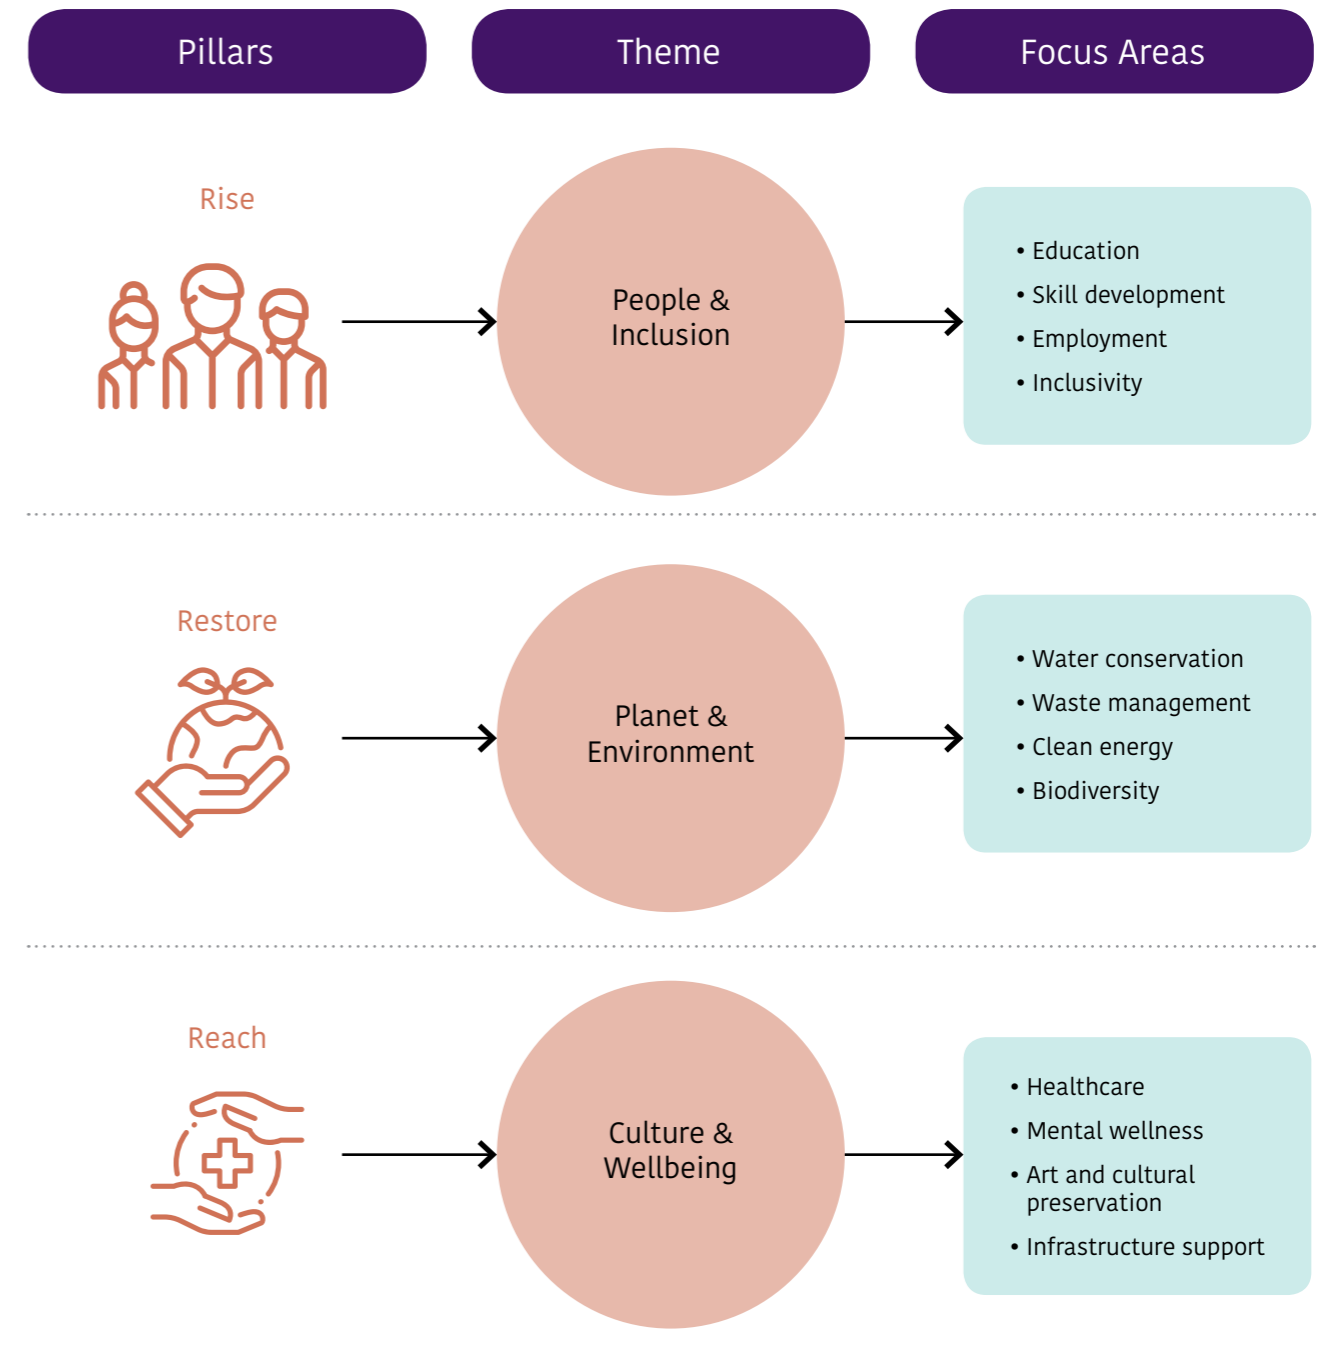 Pillars
Theme
Focus Areas
Rise
People &
Inclusion
• Education
• Skill development
• Employment
• Inclusivity
Restore
Planet &
Environment
• Water conservation
• Waste management
• Clean energy
• Biodiversity
Reach
Culture &
Wellbeing
• Healthcare
• Mental wellness
• Art and cultural
preservation
• Infrastructure support